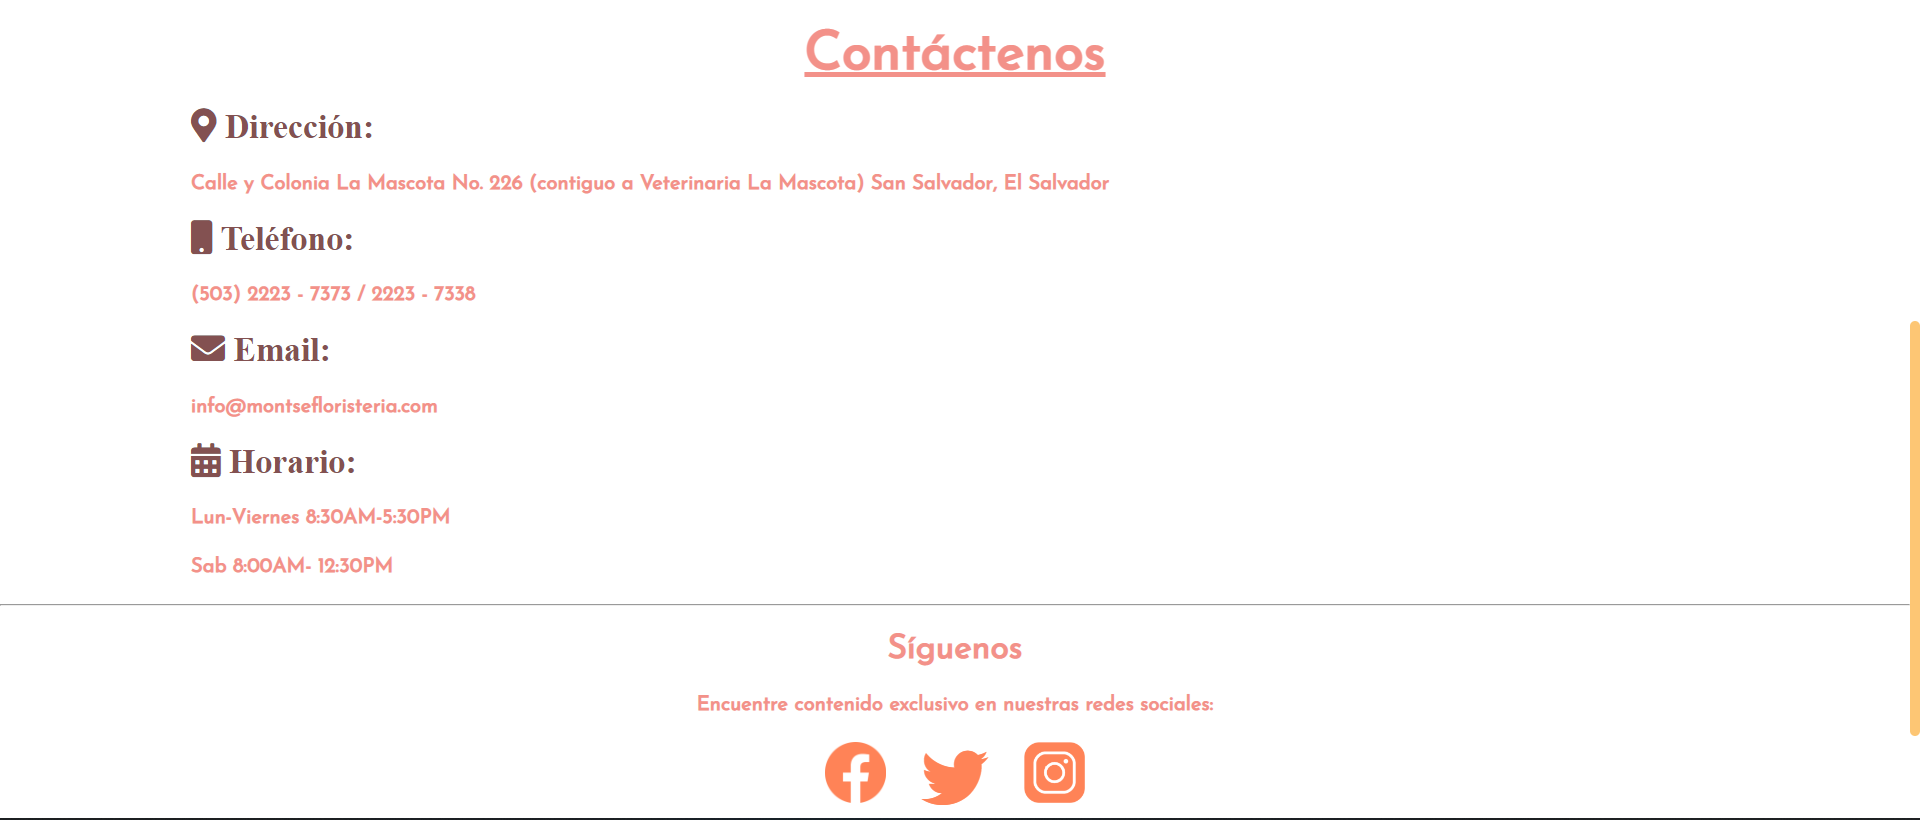 Contáctenos
Dirección:
Calle y Colonia La Mascota No. 226 (contiguo a Veterinaria La Mascota) San Salvador, El Salvador
Teléfono:
(503) 2223 - 7373 / 2223 - 7338
Email:
info@montsefloristeria.com
Horario:
Lun-Viernes 8:30AM-5:30PM
Sab 8:00AM- 12:30PM
Síguenos
Encuentre contenido exclusivo en nuestras redes sociales: